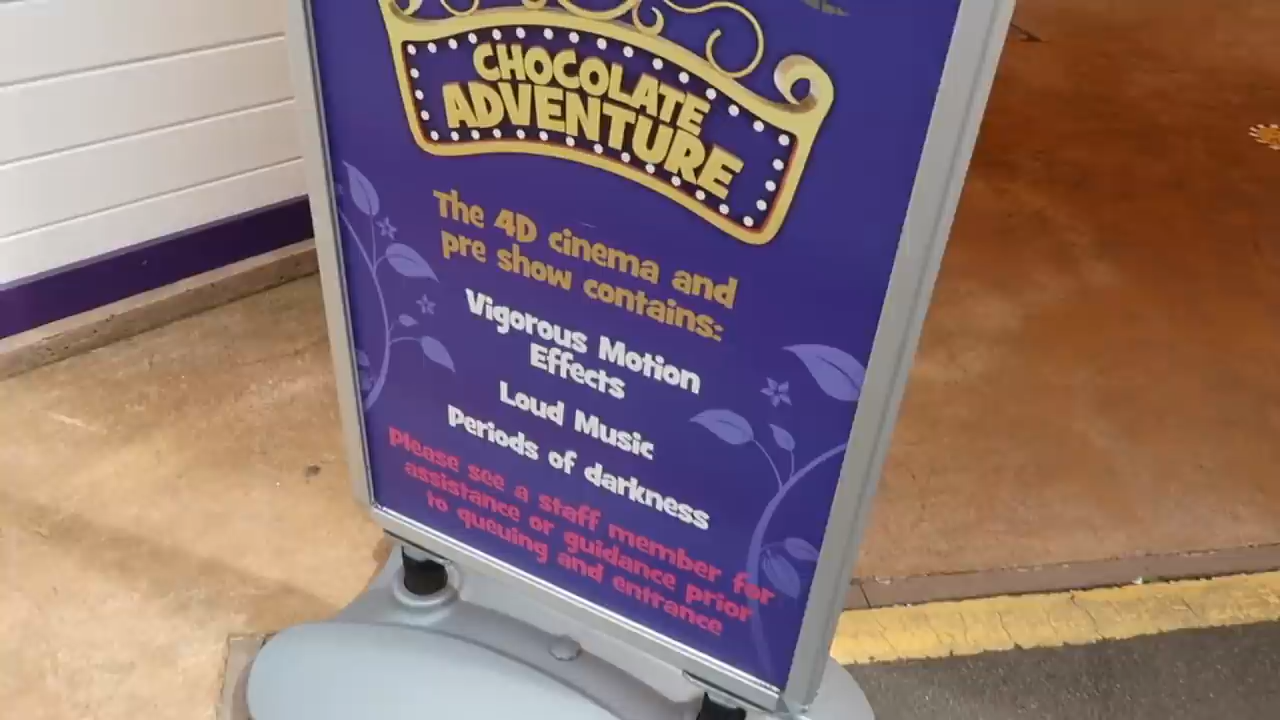 CHOCOLATE
ADVENTURE
The 4D cinema and
pre show contains:
Vigorous Motion
Effects
Loud Music
Periods of darkness
Please see a staff member for
assistance or guidance prior
to queuing and entrance